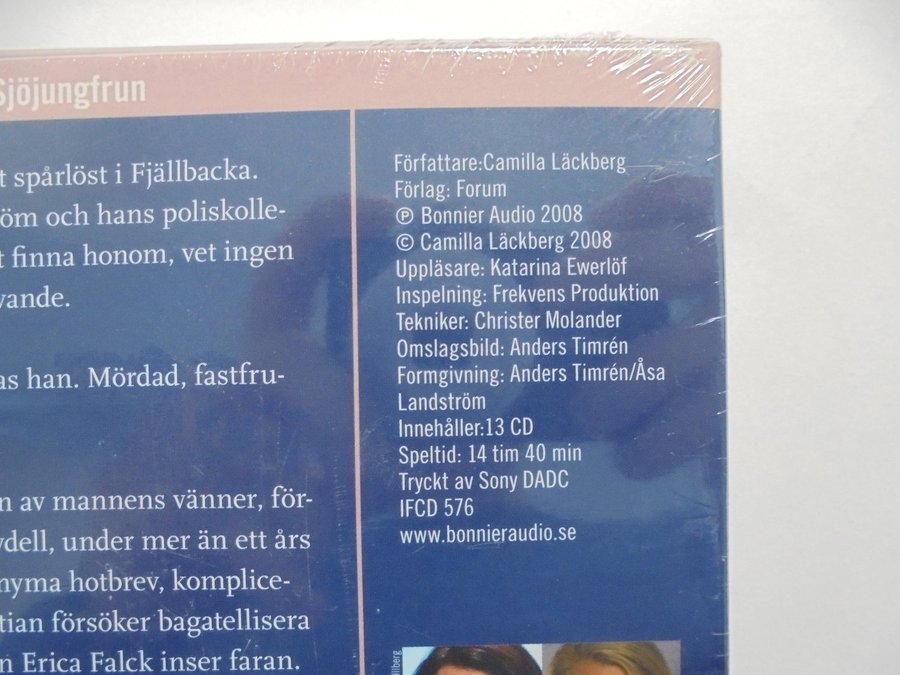 Sjöjungfrun
t spårlöst i Fjällbacka.
öm och hans poliskolle-
t finna honom, vet ingen
vande.
as han. Mördad, fastfru-
n av mannens vänner, för-
ydell, under mer än ett års
nyma hotbrev, komplice-
tian försöker bagatellisera
n Erica Falck inser faran.
Författare:Camilla Läckberg
Förlag: Forum
℗ Bonnier Audio 2008
© Camilla Läckberg 2008
Uppläsare: Katarina Ewerlöf
Inspelning: Frekvens Produktion
Tekniker: Christer Molander
Omslagsbild: Anders Timrén
Formgivning: Anders Timrén/Åsa
Landström
Innehåller:13 CD
Speltid: 14 tim 40 min
Tryckt av Sony DADC
IFCD 576
www.bonnieraudio.se